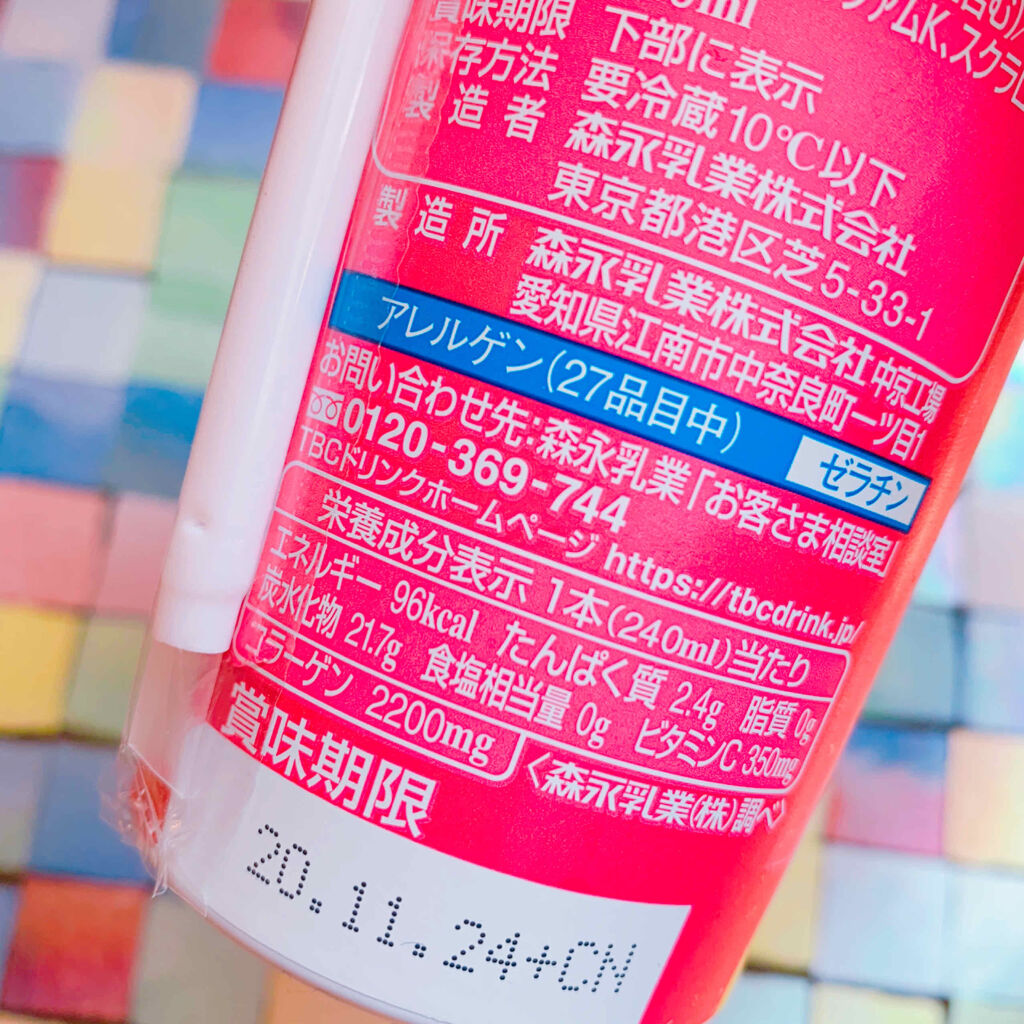 賞味期限 下部に表示
保存方法 要冷蔵10℃以下
製造者 森永乳業株式会社
東京都港区芝5-33-1
製造所 森永乳業株式会社中京工場
愛知県江南市中奈良町一ツ目1
アレルゲン(27品目中) ゼラチン
お問い合わせ先:森永乳業「お客さま相談室」
0120-369-744
TBCドリンクホームページ https://tbcdrink.jp/
栄養成分表示 1本(240ml)当たり
エネルギー 96kcal たんぱく質 2.4g 脂質 0g
炭水化物 21.7g 食塩相当量 0g ビタミンC 350mg
コラーゲン 2200mg 〈森永乳業(株)調べ〉
賞味期限
20.11.24+CN